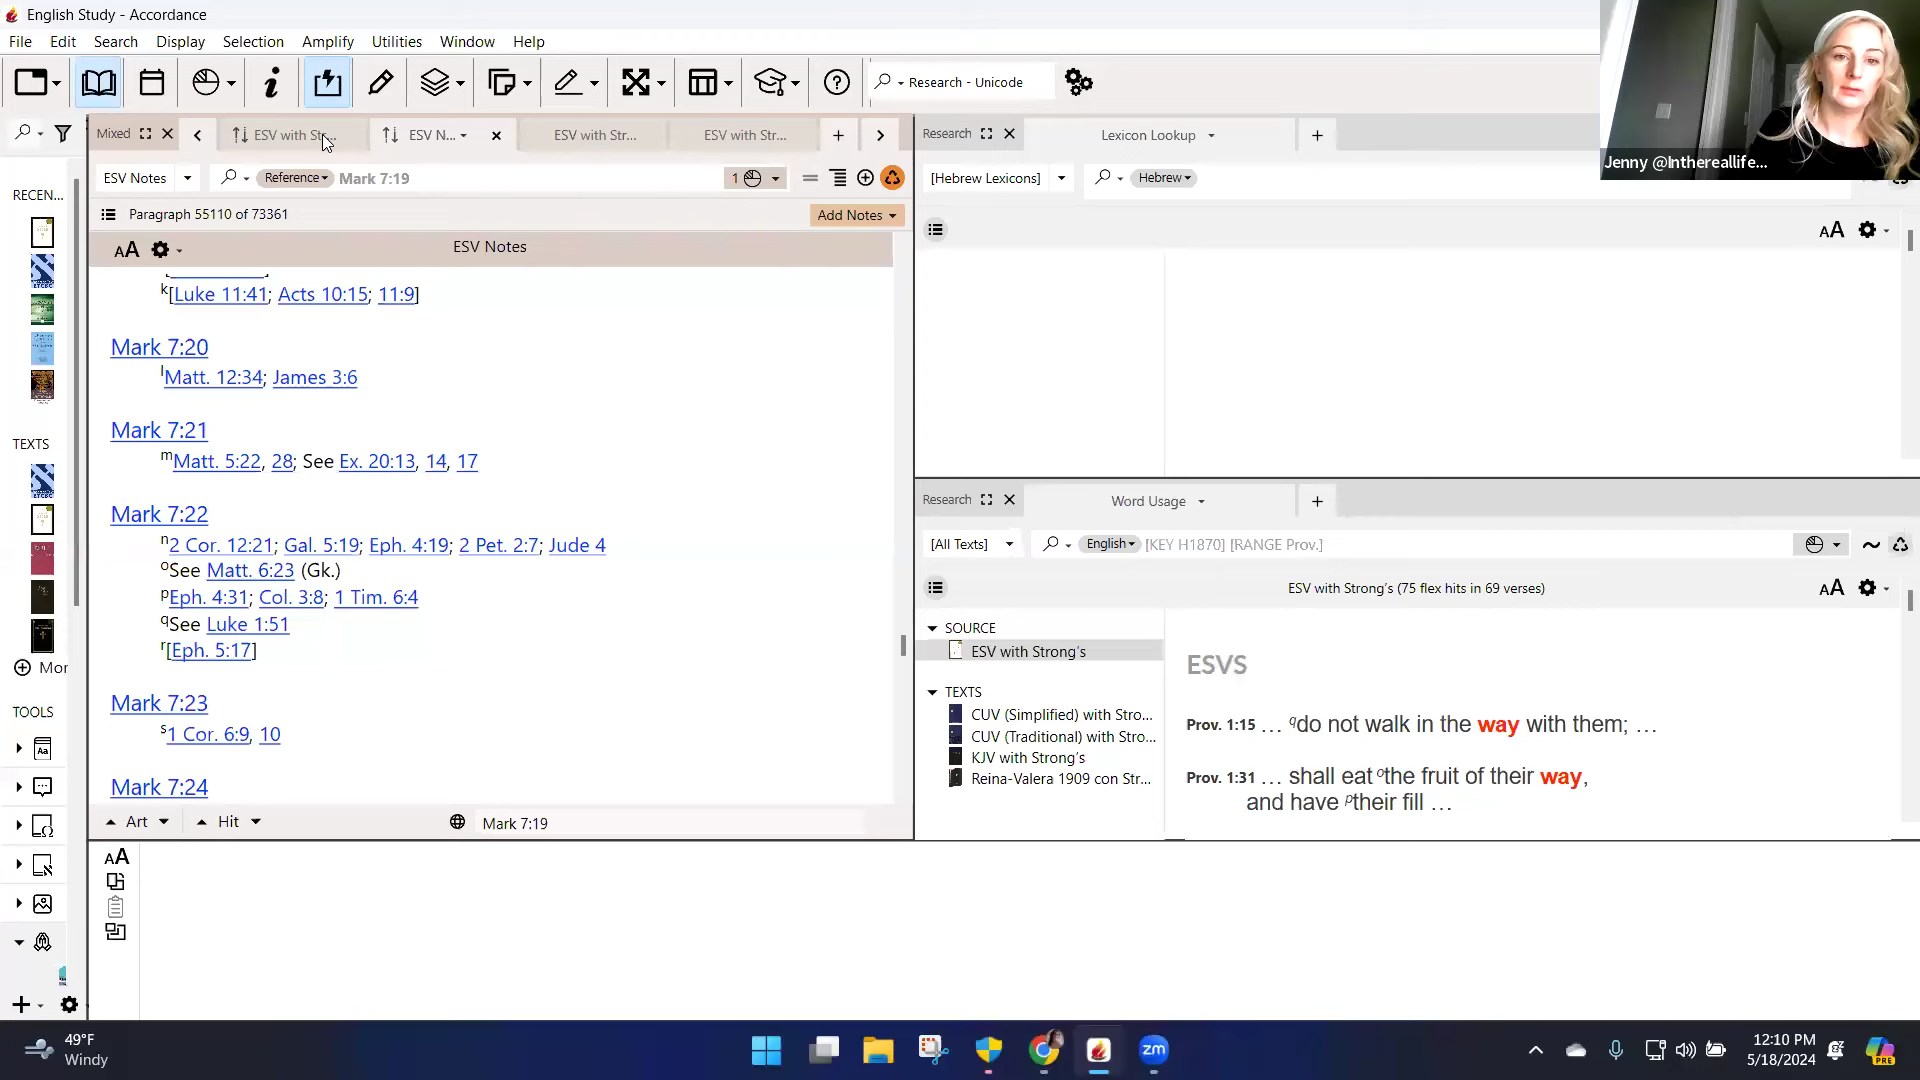 English Study - Accordance
File Edit Search Display Selection Amplify Utilities Window Help
Research - Unicode
Jenny @Inthereallife...
Mixed
ESV with Str...
ESV N...
ESV with Str...
ESV with Str...
Research
Lexicon Lookup
ESV Notes
Reference
Mark 7:19
1
[Hebrew Lexicons]
Hebrew
RECEN...
TEXTS
Mor
TOOLS
Paragraph 55110 of 73361
Add Notes
AA
ESV Notes
k[Luke 11:41; Acts 10:15; 11:9]
Mark 7:20
lMatt. 12:34; James 3:6
Mark 7:21
mMatt. 5:22, 28; See Ex. 20:13, 14, 17
Mark 7:22
n2 Cor. 12:21; Gal. 5:19; Eph. 4:19; 2 Pet. 2:7; Jude 4
oSee Matt. 6:23 (Gk.)
pEph. 4:31; Col. 3:8; 1 Tim. 6:4
qSee Luke 1:51
r[Eph. 5:17]
Mark 7:23
s1 Cor. 6:9, 10
Mark 7:24
Art
Hit
Mark 7:19
AA
AA
Research
Word Usage
[All Texts]
English
[KEY H1870] [RANGE Prov.]
ESV with Strong's (75 flex hits in 69 verses)
AA
SOURCE
ESV with Strong's
TEXTS
CUV (Simplified) with Stro...
CUV (Traditional) with Stro...
KJV with Strong's
Reina-Valera 1909 con Str...
ESVS
Prov. 1:15 … qdo not walk in the way with them; …
Prov. 1:31 … shall eat othe fruit of their way,
and have ptheir fill …
49°F
Windy
zm
12:10 PM
5/18/2024
PRE